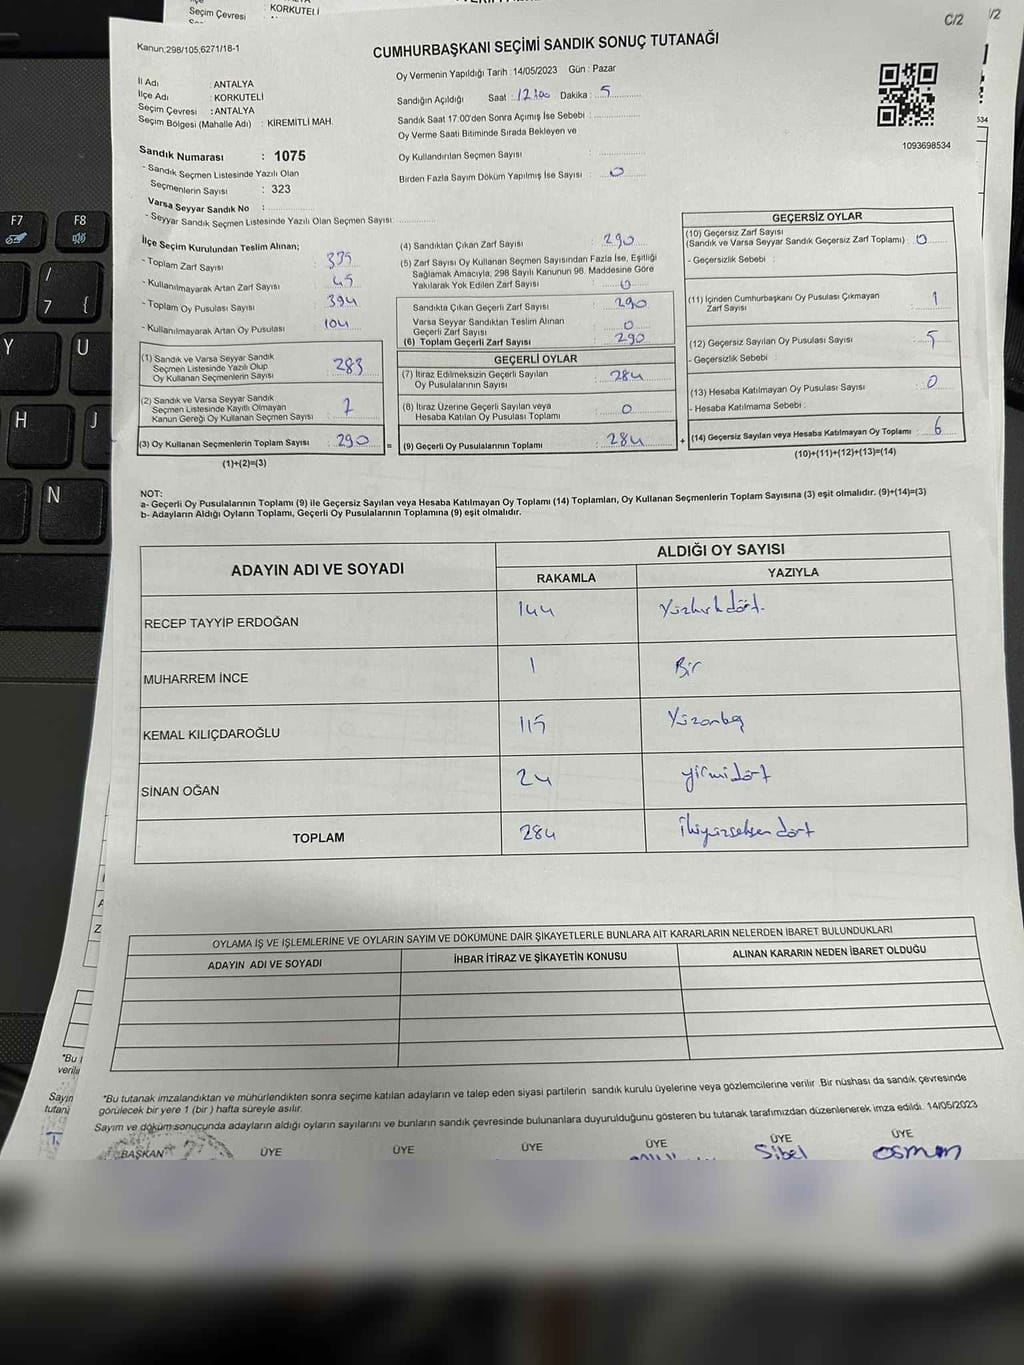 Seçim Çevresi
KORKUTELİ
C/2
/2
Kanun,298/105,6271/18-1
CUMHURBAŞKANI SEÇİMİ SANDIK SONUÇ TUTANAĞI
Oy Vermenin Yapıldığı Tarih :14/05/2023 Gün : Pazar
İl Adı : ANTALYA
İlçe Adı : KORKUTELİ
Seçim Çevresi : ANTALYA
Seçim Bölgesi (Mahalle Adı) : KİREMİTLİ MAH.
Sandığın Açıldığı Saat : Dakika : 5
Sandık Saat 17:00'den Sonra Açımış İse Sebebi :
Oy Verme Saati Bitiminde Sırada Bekleyen ve
Oy Kullandırılan Seçmen Sayısı :
Birden Fazla Sayım Döküm Yapılmış İse Sayısı : 0
1093698534
534
Sandık Numarası : 1075
- Sandık Seçmen Listesinde Yazılı Olan
Seçmenlerin Sayısı : 323
Varsa Seyyar Sandık No :
- Seyyar Sandık Seçmen Listesinde Yazılı Olan Seçmen Sayısı:
İlçe Seçim Kurulundan Teslim Alınan;
- Toplam Zarf Sayısı :
- Kullanılmayarak Artan Zarf Sayısı : 45
- Toplam Oy Pusulası Sayısı : 394
- Kullanılmayarak Artan Oy Pusulası : 104
(1) Sandık ve Varsa Seyyar Sandık
Seçmen Listesinde Yazılı Olup
Oy Kullanan Seçmenlerin Sayısı : 283
(2) Sandık ve Varsa Seyyar Sandık
Seçmen Listesinde Kayıtlı Olmayan
Kanun Gereği Oy Kullanan Seçmen Sayısı : 7
(3) Oy Kullanan Seçmenlerin Toplam Sayısı : 290
(1)+(2)=(3)
=
(4) Sandıktan Çıkan Zarf Sayısı : 290
(5) Zarf Sayısı Oy Kullanan Seçmen Sayısından Fazla İse, Eşitliği
Sağlamak Amacıyla; 298 Sayılı Kanunun 98. Maddesine Göre
Yakılarak Yok Edilen Zarf Sayısı : 0
Sandıkta Çıkan Geçerli Zarf Sayısı : 290
Varsa Seyyar Sandıktan Teslim Alınan
Geçerli Zarf Sayısı : 0
(6) Toplam Geçerli Zarf Sayısı : 290
GEÇERLİ OYLAR
(7) İtiraz Edilmeksizin Geçerli Sayılan
Oy Pusulalarının Sayısı : 284
(8) İtiraz Üzerine Geçerli Sayılan veya
Hesaba Katılan Oy Pusulası Toplamı : 0
(9) Geçerli Oy Pusulalarının Toplamı : 284
+
GEÇERSİZ OYLAR
(10) Geçersiz Zarf Sayısı
(Sandık ve Varsa Seyyar Sandık Geçersiz Zarf Toplamı) : 0
- Geçersizlik Sebebi :
(11) İçinden Cumhurbaşkanı Oy Pusulası Çıkmayan
Zarf Sayısı : 1
(12) Geçersiz Sayılan Oy Pusulası Sayısı : 5
- Geçersizlik Sebebi :
(13) Hesaba Katılmayan Oy Pusulası Sayısı : 0
- Hesaba Katılmama Sebebi :
(14) Geçersiz Sayılan veya Hesaba Katılmayan Oy Toplamı : 6
(10)+(11)+(12)+(13)=(14)
NOT:
a- Geçerli Oy Pusulalarının Toplamı (9) ile Geçersiz Sayılan veya Hesaba Katılmayan Oy Toplamı (14) Toplamları, Oy Kullanan Seçmenlerin Toplam Sayısına (3) eşit olmalıdır. (9)+(14)=(3)
b- Adayların Aldığı Oyların Toplamı, Geçerli Oy Pusulalarının Toplamına (9) eşit olmalıdır.
ADAYIN ADI VE SOYADI
ALDIĞI OY SAYISI
RAKAMLA
YAZIYLA
RECEP TAYYİP ERDOĞAN 144 Yüzkırkdört.
MUHARREM İNCE 1 Bir
KEMAL KILIÇDAROĞLU 115 Yüzonbeş
SİNAN OĞAN 24 yirmidört
TOPLAM 284 ikiyüzseksendört
OYLAMA İŞ VE İŞLEMLERİNE VE OYLARIN SAYIM VE DÖKÜMÜNE DAİR ŞİKAYETLERLE BUNLARA AİT KARARLARIN NELERDEN İBARET BULUNDUKLARI
ADAYIN ADI VE SOYADI
İHBAR İTİRAZ VE ŞİKAYETİN KONUSU
ALINAN KARARIN NEDEN İBARET OLDUĞU
*Bu tutanak imzalandıktan ve mühürlendikten sonra seçime katılan adayların ve talep eden siyasi partilerin sandık kurulu üyelerine veya gözlemcilerine verilir .Bir nüshası da sandık çevresinde
görülecek bir yere 1 (bir ) hafta süreyle asılır.
Sayım ve döküm sonucunda adayların aldığı oyların sayılarını ve bunların sandık çevresinde bulunanlara duyurulduğunu gösteren bu tutanak tarafımızdan düzenlenerek imza edildi. 14/05/2023
BAŞKAN
ÜYE
ÜYE
ÜYE
ÜYE
ÜYE
ÜYE
Sibel
osman
*Bu
Sayın
F7
F8
/
7
{
Y
U
H
J
N